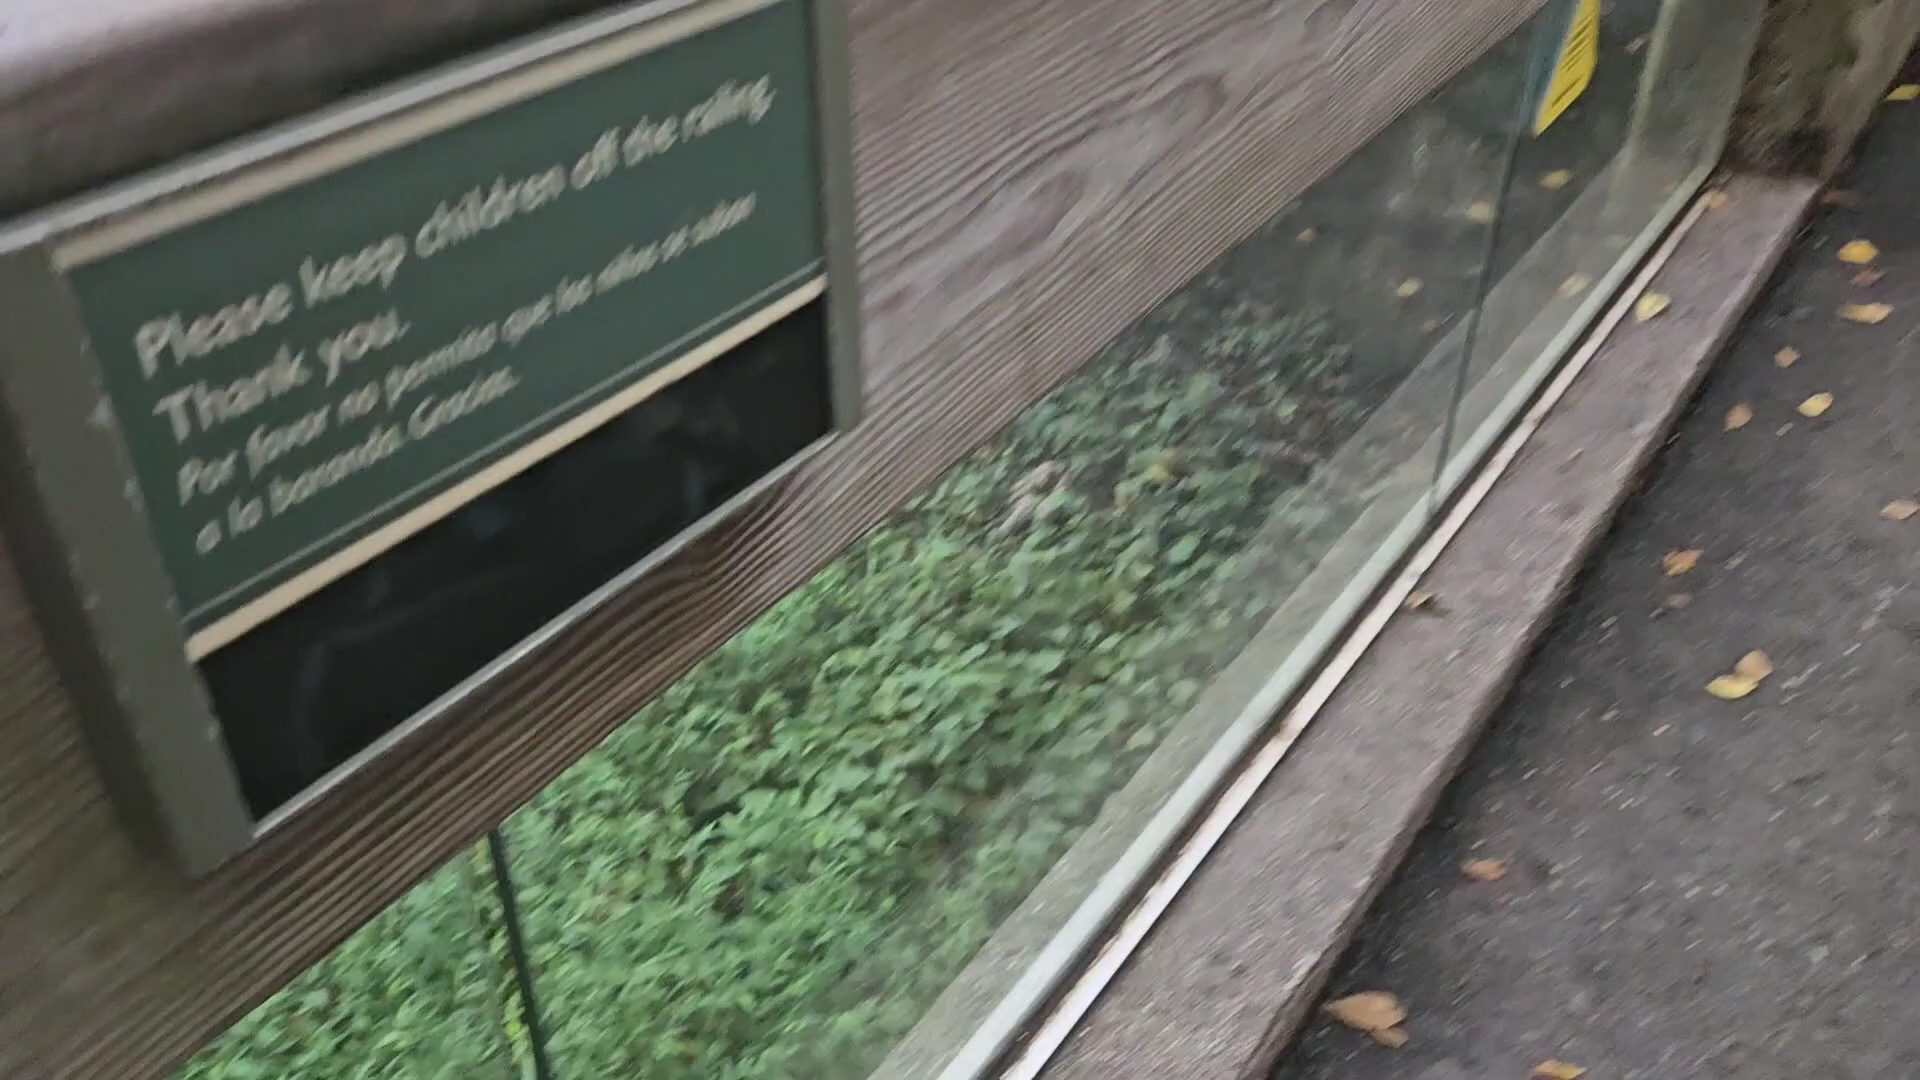 Please keep children off the railing.
Thank you.
Por favor no permita que los niños se suban
a la baranda. Gracias.